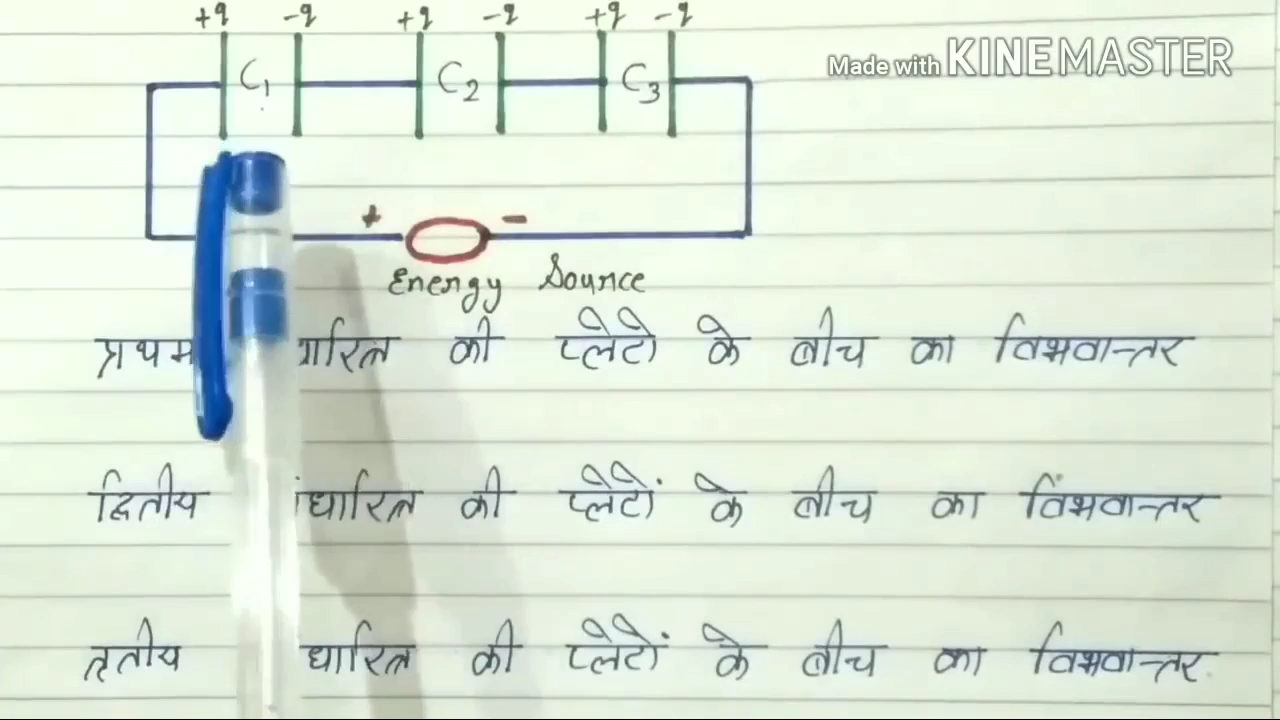 +q -q +q -q +q -q
Made with KINEMASTER
C1 C2 C3
+ -
Energy Source
प्रथम की प्लेटो के बीच का विभवान्तर
द्वितीय की प्लेटों के बीच का विंभवान्तर
तृतीय की प्लेटों के बीच का विभवान्तर.